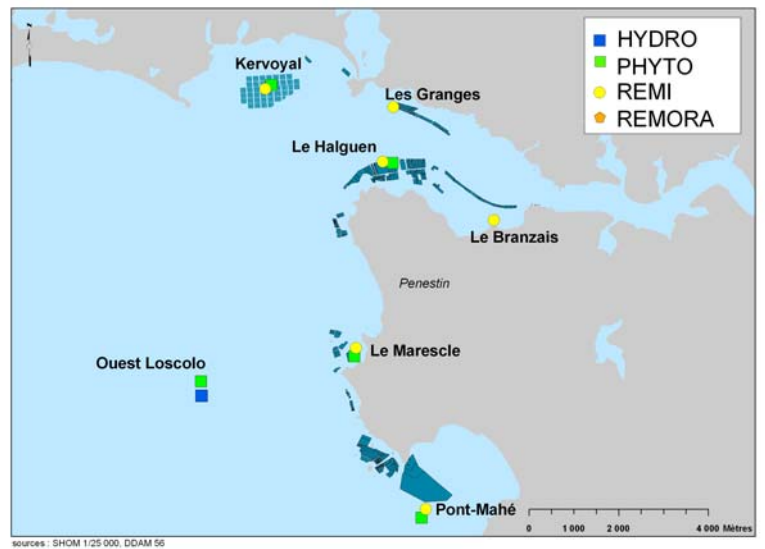 HYDRO
PHYTO
REMI
REMORA
Kervoyal
Les Granges
Le Halguen
Le Branzais
Penestin
Ouest Loscolo
Le Marescle
Pont-Mahé
0 1 000 2 000 4 000 Mètres
sources : SHOM 1/25 000, DDAM 56